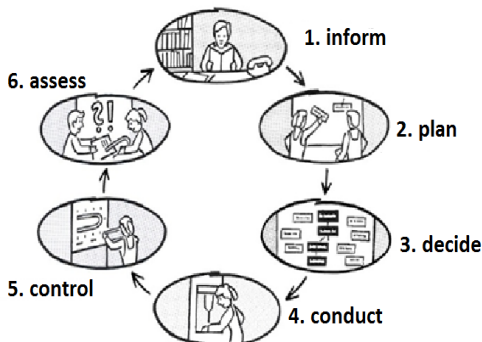 1. inform
2. plan
3. decide
4. conduct
5. control
6. assess
?!